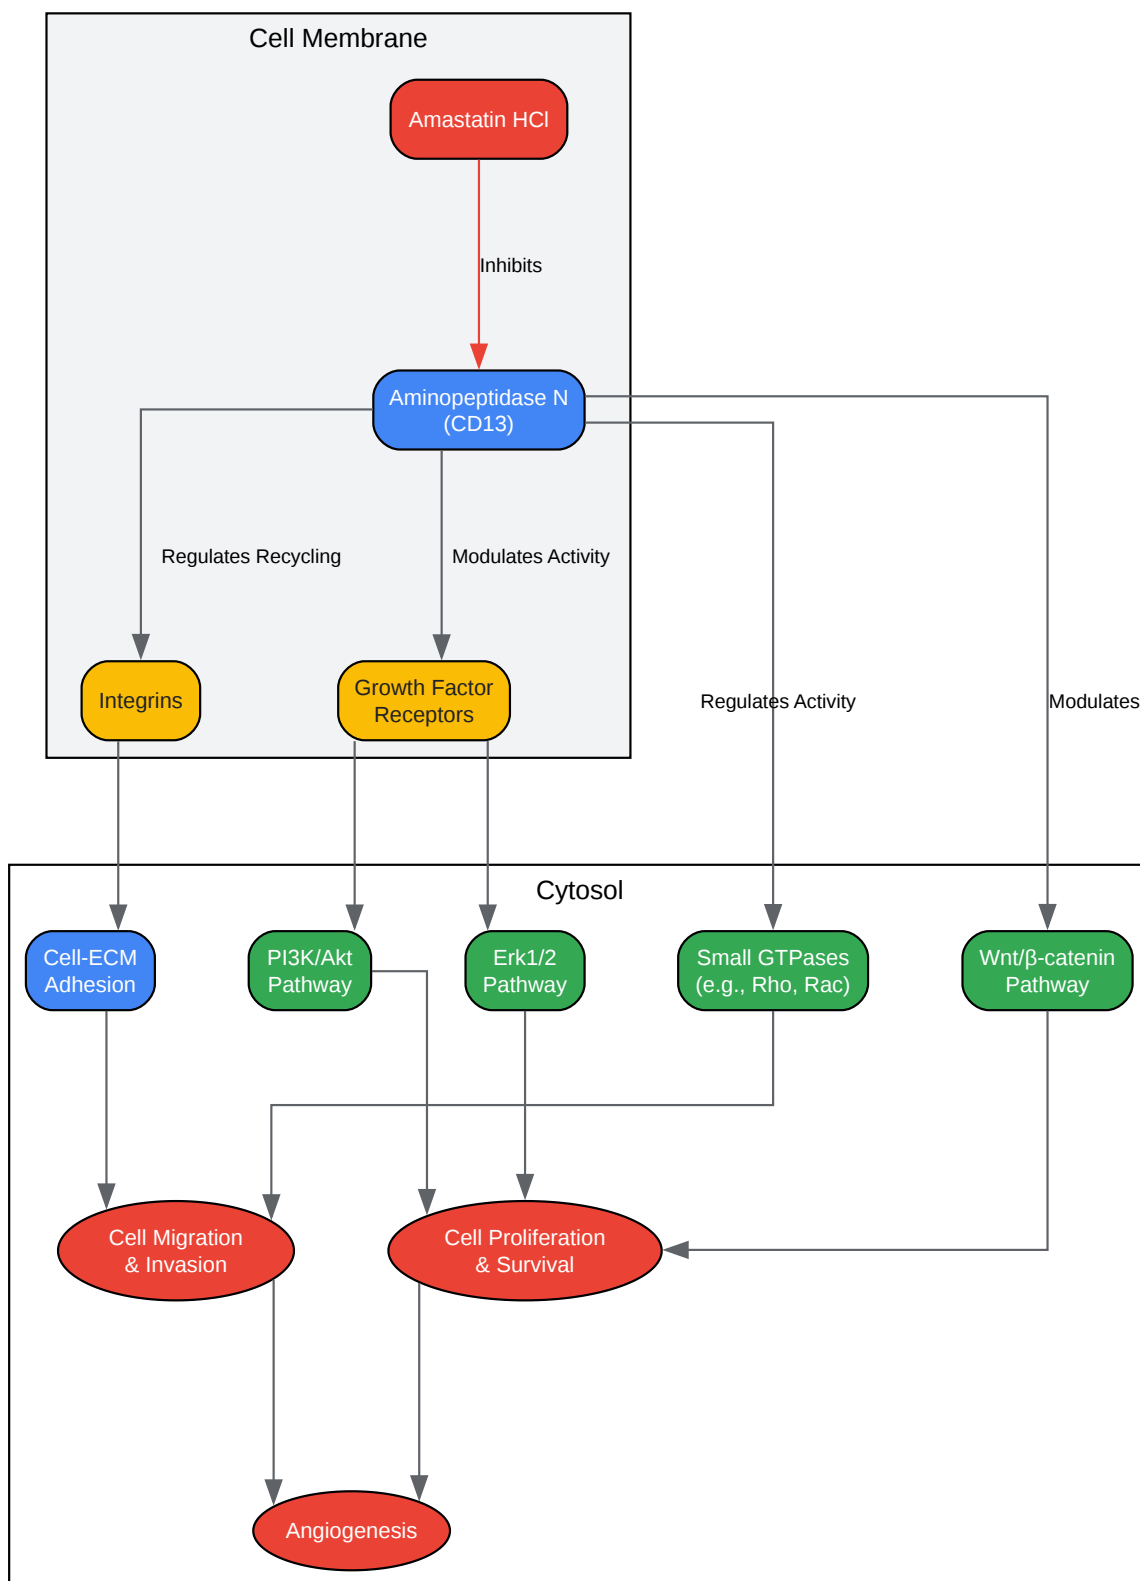 Cell Membrane
Amastatin HCl
Inhibits
Aminopeptidase N
(CD13)
Regulates Recycling
Modulates Activity
Integrins
Growth Factor
Receptors
Regulates Activity
Modulates
Cytosol
Cell-ECM
Adhesion
PI3K/Akt
Pathway
Erk1/2
Pathway
Small GTPases
(e.g., Rho, Rac)
Wnt/β-catenin
Pathway
Cell Migration
& Invasion
Cell Proliferation
& Survival
Angiogenesis